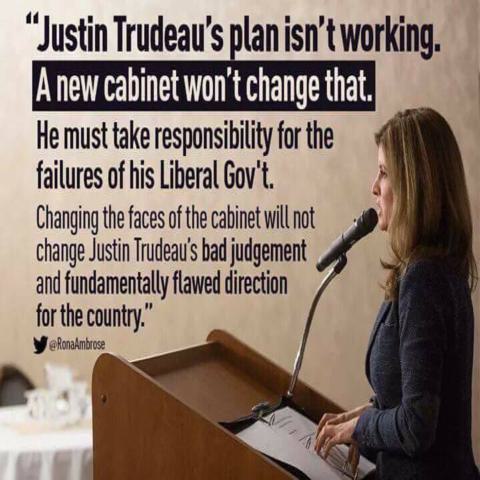 “Justin Trudeau’s plan isn’t working.
A new cabinet won’t change that.
He must take responsibility for the
failures of his Liberal Gov't.
Changing the faces of the cabinet will not
change Justin Trudeau’s bad judgement
and fundamentally flawed direction
for the country.”
@RonaAmbrose